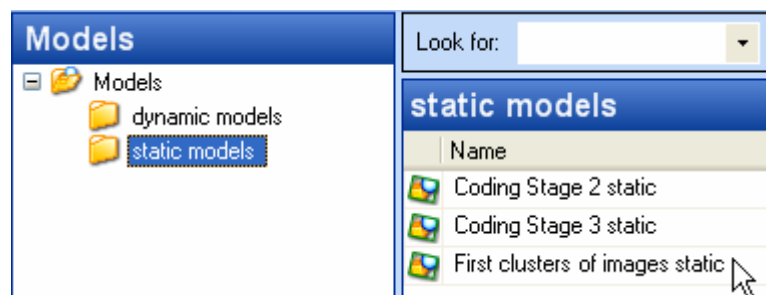 Models
Models
dynamic models
static models
Look for:
static models
Name
Coding Stage 2 static
Coding Stage 3 static
First clusters of images static